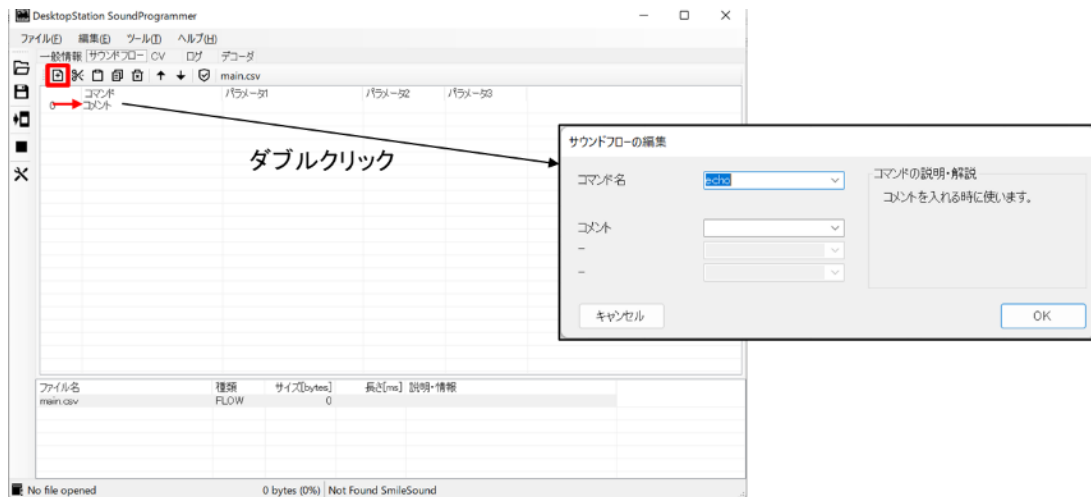 DesktopStation SoundProgrammer
ファイル(F) 編集(E) ツール(T) ヘルプ(H)
一般情報 サウンドフロー CV ログ デコーダ
main.csv
コマンド パラメータ1 パラメータ2 パラメータ3
0 コメント
ダブルクリック
サウンドフローの編集
コマンド名 echo
コマンドの説明・解説
コメントを入れる時に使います。
コメント
-
-
キャンセル OK
ファイル名 種類 サイズ[bytes] 長さ[ms] 説明・情報
main.csv FLOW 0
No file opened 0 bytes (0%) Not Found SmileSound